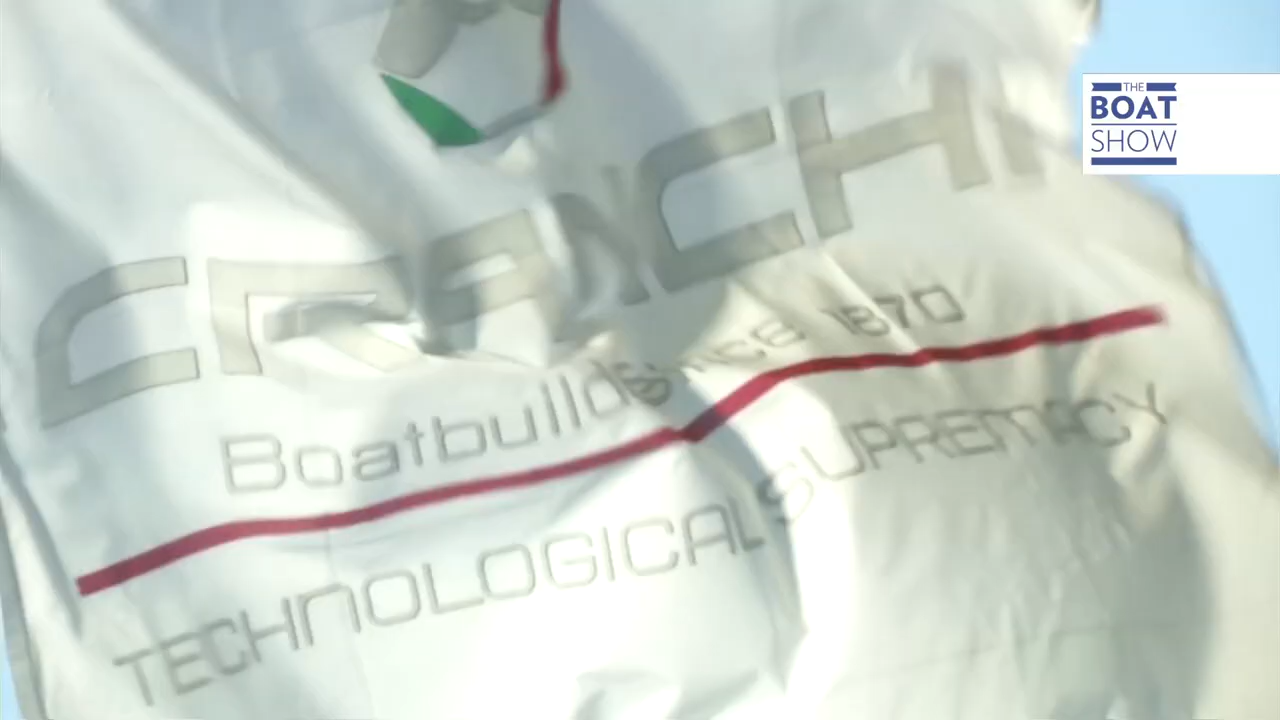 THE
BOAT
SHOW
CRANCHI
Boatbuilders since 1870
TECHNOLOGICAL SUPREMACY